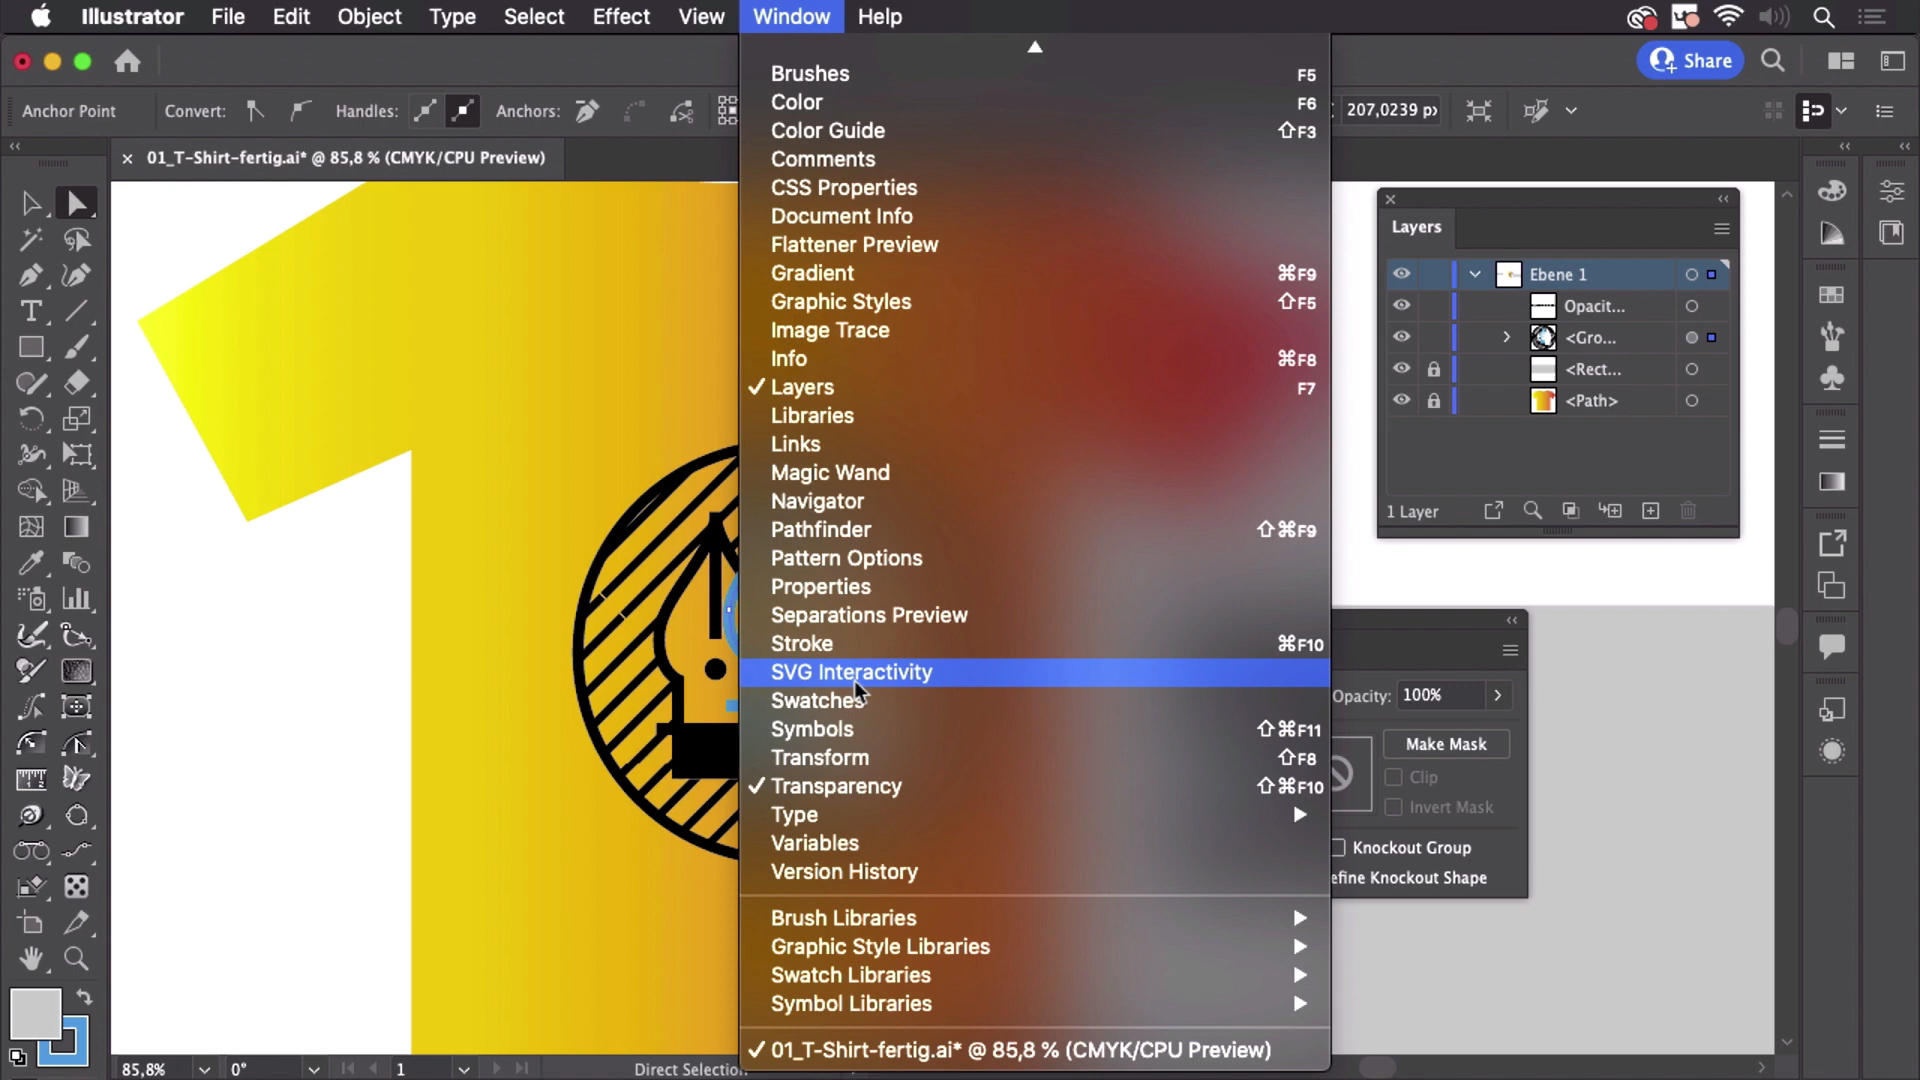 Illustrator File Edit Object Type Select Effect View Window Help
Share
Anchor Point Convert: Handles: Anchors: 207,0239 px
× 01_T-Shirt-fertig.ai* @ 85,8 % (CMYK/CPU Preview)
Brushes F5
Color F6
Color Guide ⇧F3
Comments
CSS Properties
Document Info
Flattener Preview
Gradient ⌘F9
Graphic Styles ⇧F5
Image Trace
Info ⌘F8
✓ Layers F7
Libraries
Links
Magic Wand
Navigator
Pathfinder ⇧⌘F9
Pattern Options
Properties
Separations Preview
Stroke ⌘F10
SVG Interactivity
Swatches
Symbols ⇧⌘F11
Transform ⇧F8
✓ Transparency ⇧⌘F10
Type
Variables
Version History
Brush Libraries
Graphic Style Libraries
Swatch Libraries
Symbol Libraries
✓ 01_T-Shirt-fertig.ai* @ 85,8 % (CMYK/CPU Preview)
Layers
Ebene 1
Opacit...
<Gro...
<Rect...
<Path>
1 Layer
Opacity: 100%
Make Mask
Clip
Invert Mask
Knockout Group
efine Knockout Shape
85,8% 0° 1 Direct Selection